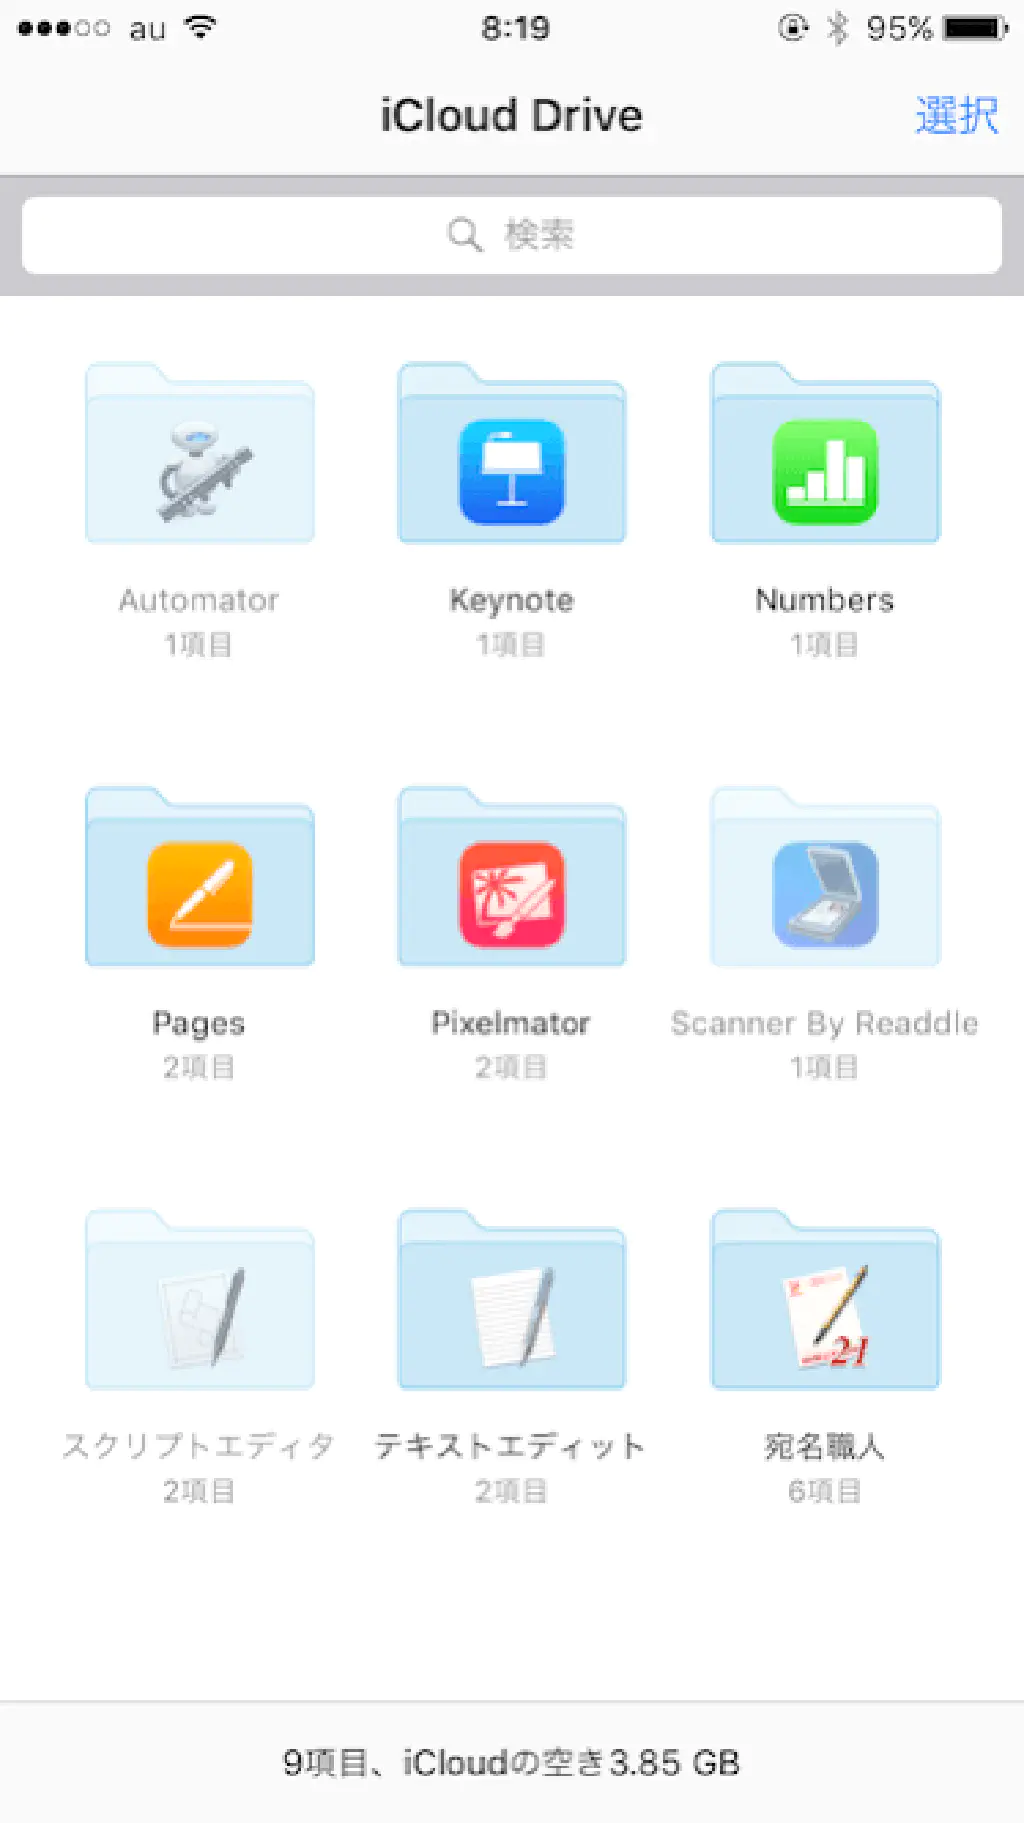 au 8:19 95%
iCloud Drive 選択
検索
Automator Keynote Numbers
1項目 1項目 1項目
Pages Pixelmator Scanner By Readdle
2項目 2項目 1項目
21
スクリプトエディタ テキストエディット 宛名職人
2項目 2項目 6項目
9項目、iCloudの空き3.85 GB